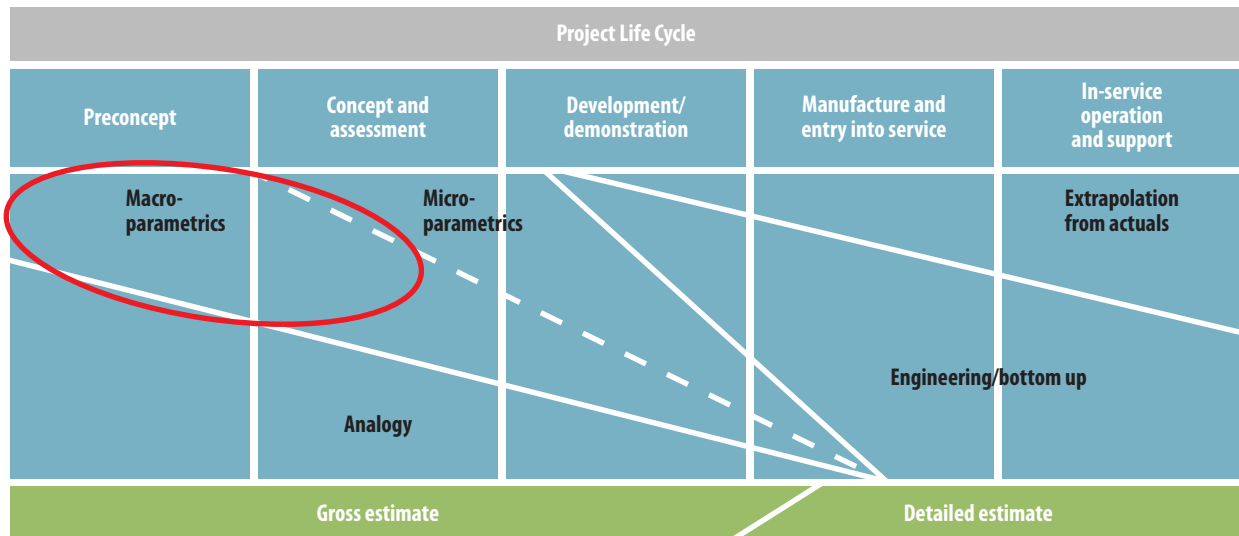 Project Life Cycle
Preconcept
Concept and
assessment
Development/
demonstration
Manufacture and
entry into service
In-service
operation
and support
Macro-
parametrics
Micro-
parametrics
Extrapolation
from actuals
Engineering/bottom up
Analogy
Gross estimate
Detailed estimate